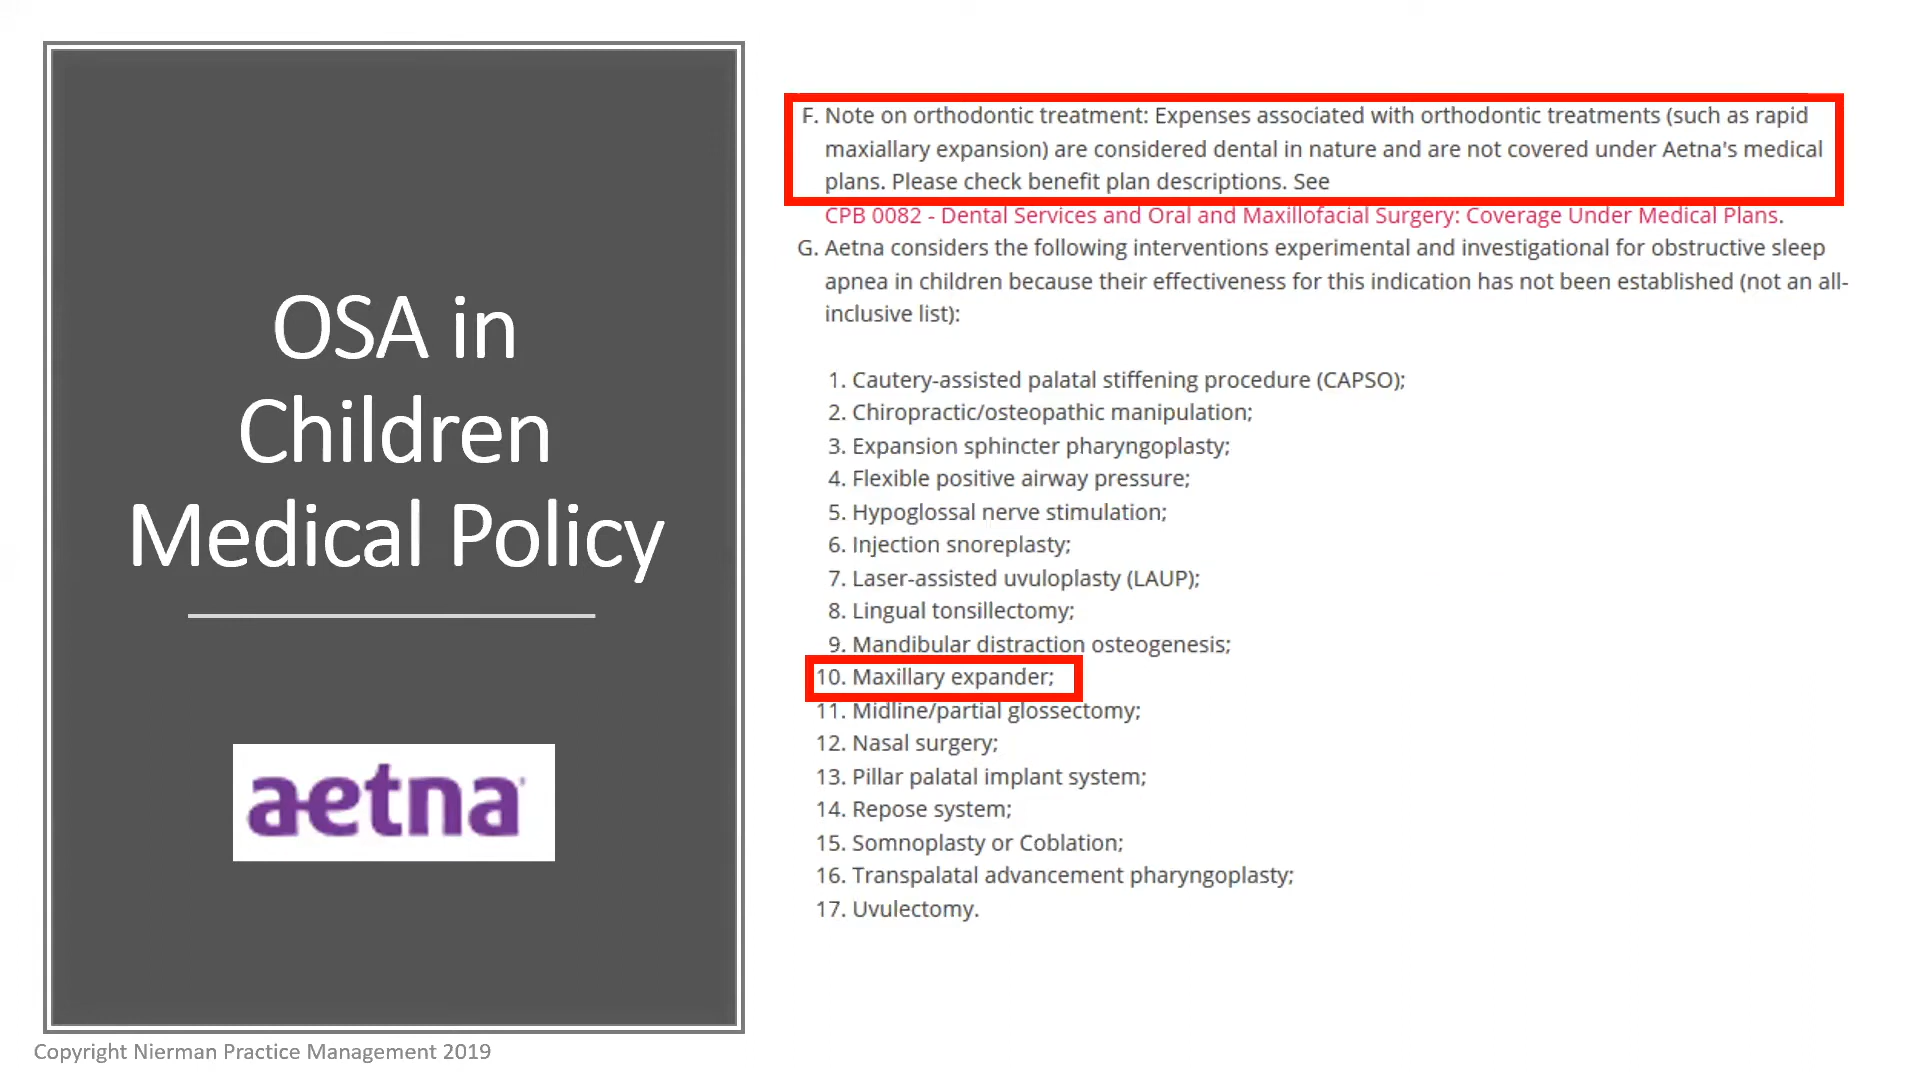 OSA in
Children
Medical Policy
aetna
F. Note on orthodontic treatment: Expenses associated with orthodontic treatments (such as rapid
maxiallary expansion) are considered dental in nature and are not covered under Aetna's medical
plans. Please check benefit plan descriptions. See
CPB 0082 - Dental Services and Oral and Maxillofacial Surgery: Coverage Under Medical Plans.
G. Aetna considers the following interventions experimental and investigational for obstructive sleep
apnea in children because their effectiveness for this indication has not been established (not an all-
inclusive list):
1. Cautery-assisted palatal stiffening procedure (CAPSO);
2. Chiropractic/osteopathic manipulation;
3. Expansion sphincter pharyngoplasty;
4. Flexible positive airway pressure;
5. Hypoglossal nerve stimulation;
6. Injection snoreplasty;
7. Laser-assisted uvuloplasty (LAUP);
8. Lingual tonsillectomy;
9. Mandibular distraction osteogenesis;
10. Maxillary expander;
11. Midline/partial glossectomy;
12. Nasal surgery;
13. Pillar palatal implant system;
14. Repose system;
15. Somnoplasty or Coblation;
16. Transpalatal advancement pharyngoplasty;
17. Uvulectomy.
Copyright Nierman Practice Management 2019